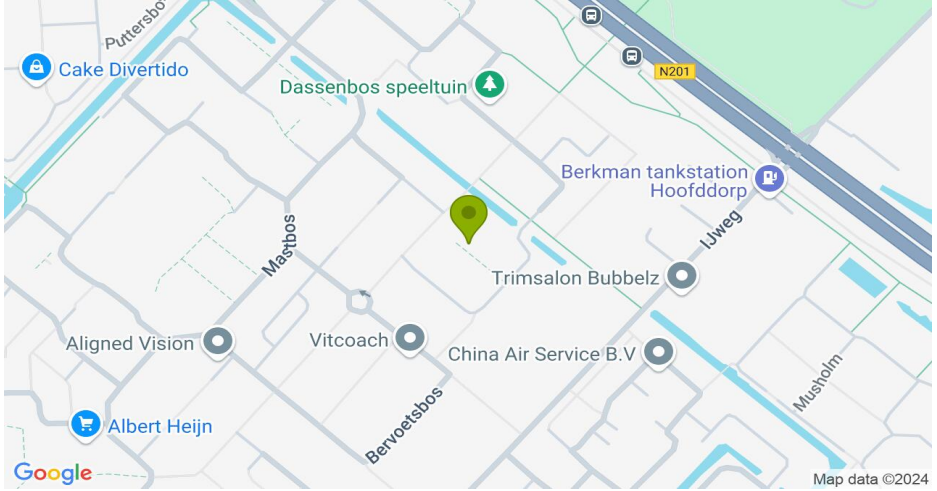 Puttersbo
Cake Divertido
N201
Dassenbos speeltuin
Berkman tankstation
Hoofddorp
IJweg
Mastbos
Trimsalon Bubbelz
Vitcoach
Aligned Vision
China Air Service B.V
Musholm
Albert Heijn
Bervoetsbos
Google
Map data ©2024